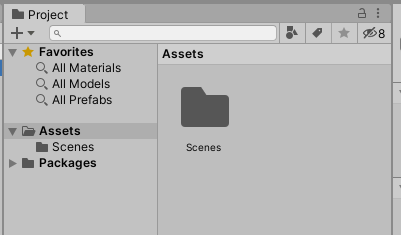 Project
8
Favorites
All Materials
All Models
All Prefabs
Assets
Scenes
Packages
Assets
Scenes